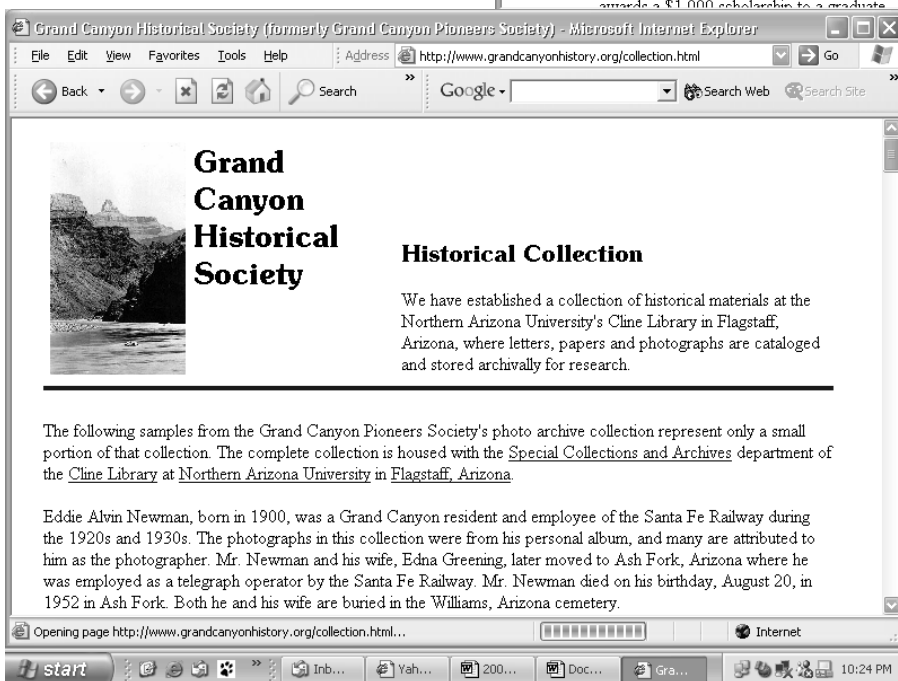 awards a $1,000 scholarship to a graduate
Grand Canyon Historical Society (formerly Grand Canyon Pioneers Society) - Microsoft Internet Explorer
File Edit View Favorites Tools Help Address http://www.grandcanyonhistory.org/collection.html Go
Back Search » Google Search Web Search Site »
Grand
Canyon
Historical
Society
Historical Collection
We have established a collection of historical materials at the
Northern Arizona University's Cline Library in Flagstaff,
Arizona, where letters, papers and photographs are cataloged
and stored archivally for research.
The following samples from the Grand Canyon Pioneers Society's photo archive collection represent only a small
portion of that collection. The complete collection is housed with the Special Collections and Archives department of
the Cline Library at Northern Arizona University in Flagstaff, Arizona.
Eddie Alvin Newman, born in 1900, was a Grand Canyon resident and employee of the Santa Fe Railway during
the 1920s and 1930s. The photographs in this collection were from his personal album, and many are attributed to
him as the photographer. Mr. Newman and his wife, Edna Greening, later moved to Ash Fork, Arizona where he
was employed as a telegraph operator by the Santa Fe Railway. Mr. Newman died on his birthday, August 20, in
1952 in Ash Fork. Both he and his wife are buried in the Williams, Arizona cemetery.
Opening page http://www.grandcanyonhistory.org/collection.html... Internet
start » Inb... Yah... 200... Doc... Gra... 10:24 PM